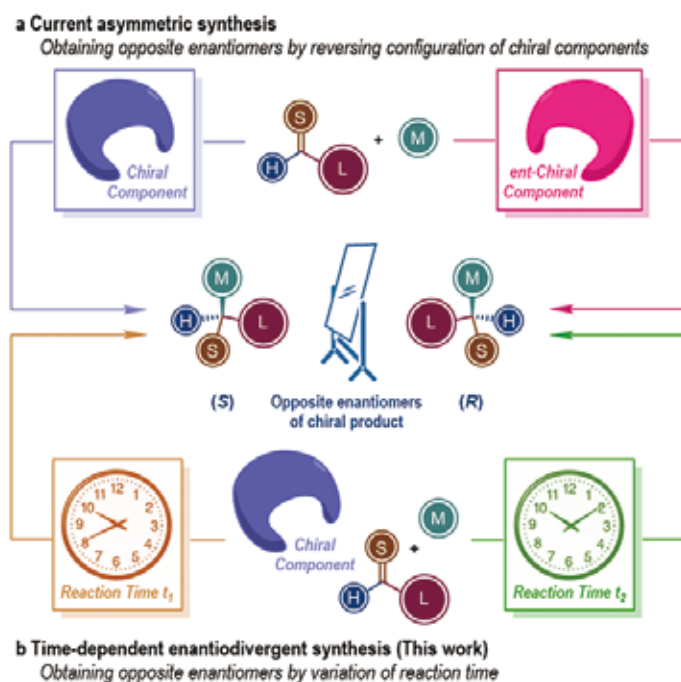 a Current asymmetric synthesis
Obtaining opposite enantiomers by reversing configuration of chiral components
S
+ M
H
L
Chiral
Component
ent-Chiral
Component
M
H
L
S
M
L
H
S
(S)
Opposite enantiomers
of chiral product
(R)
12
11 1
10 2
9 3
8 4
7 5
6
Reaction Time t1
Chiral
Component
M
S
+
H
L
12
11 1
10 2
9 3
8 4
7 5
6
Reaction Time t2
b Time-dependent enantiodivergent synthesis (This work)
Obtaining opposite enantiomers by variation of reaction time